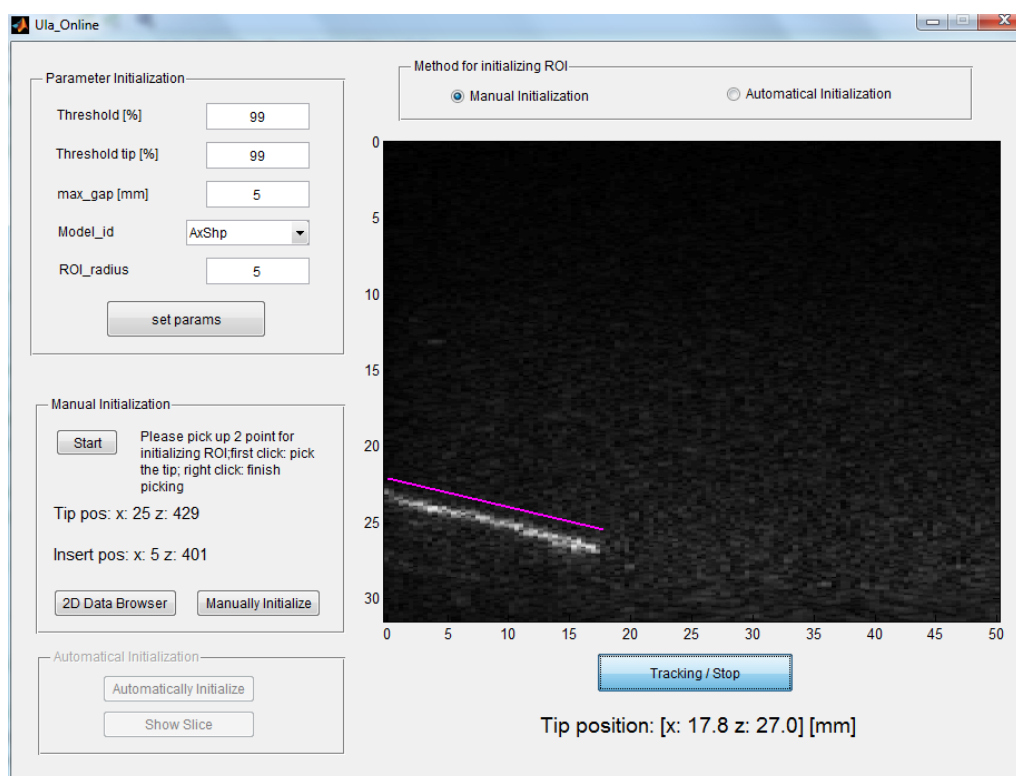 Ula_Online
Parameter Initialization
Threshold [%] 99
Threshold tip [%] 99
max_gap [mm] 5
Model_id AxShp
ROI_radius 5
set params
Method for initializing ROI
Manual Initialization Automatical Initialization
Manual Initialization
Start
Please pick up 2 point for
initializing ROI;first click: pick
the tip; right click: finish
picking
Tip pos: x: 25 z: 429
Insert pos: x: 5 z: 401
2D Data Browser Manually Initialize
Automatical Initialization
Automatically Initialize
Show Slice
0
5
10
15
20
25
30
0 5 10 15 20 25 30 35 40 45 50
Tracking / Stop
Tip position: [x: 17.8 z: 27.0] [mm]